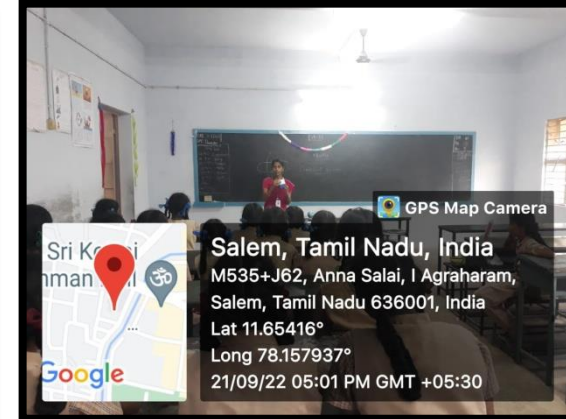 GPS Map Camera
Sri
Salem, Tamil Nadu, India
M535+J62, Anna Salai, I Agraharam,
Salem, Tamil Nadu 636001, India
Lat 11.65416°
Long 78.157937°
21/09/22 05:01 PM GMT +05:30
Google